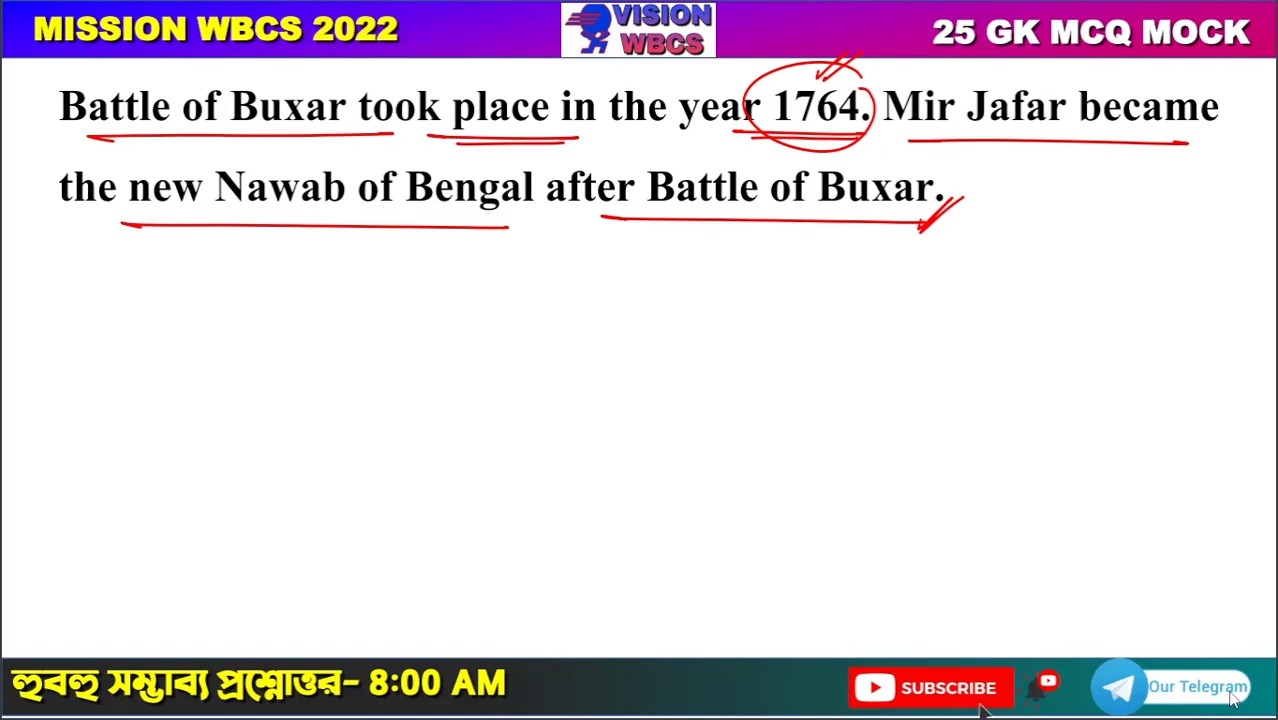 MISSION WBCS 2022
VISION
WBCS
25 GK MCQ MOCK
Battle of Buxar took place in the year 1764. Mir Jafar became
the new Nawab of Bengal after Battle of Buxar.
হুবহু সম্ভাব্য প্রশ্নোত্তর- 8:00 AM
SUBSCRIBE
Our Telegram